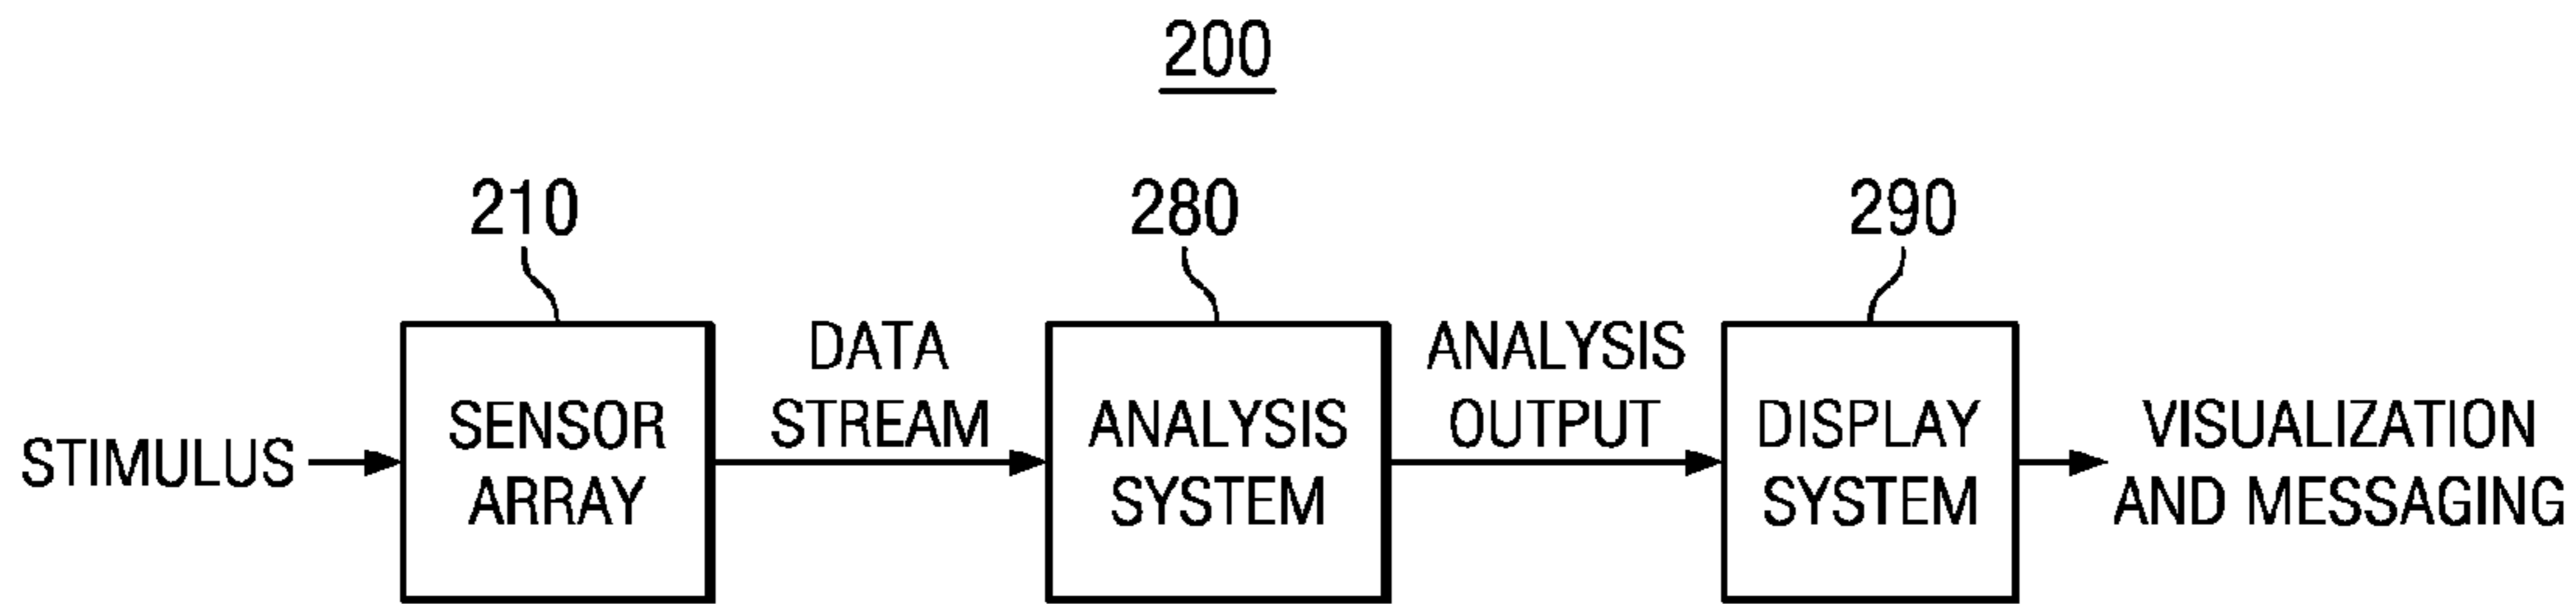 200
210
280
290
STIMULUS
SENSOR
ARRAY
DATA
STREAM
ANALYSIS
SYSTEM
ANALYSIS
OUTPUT
DISPLAY
SYSTEM
VISUALIZATION
AND MESSAGING